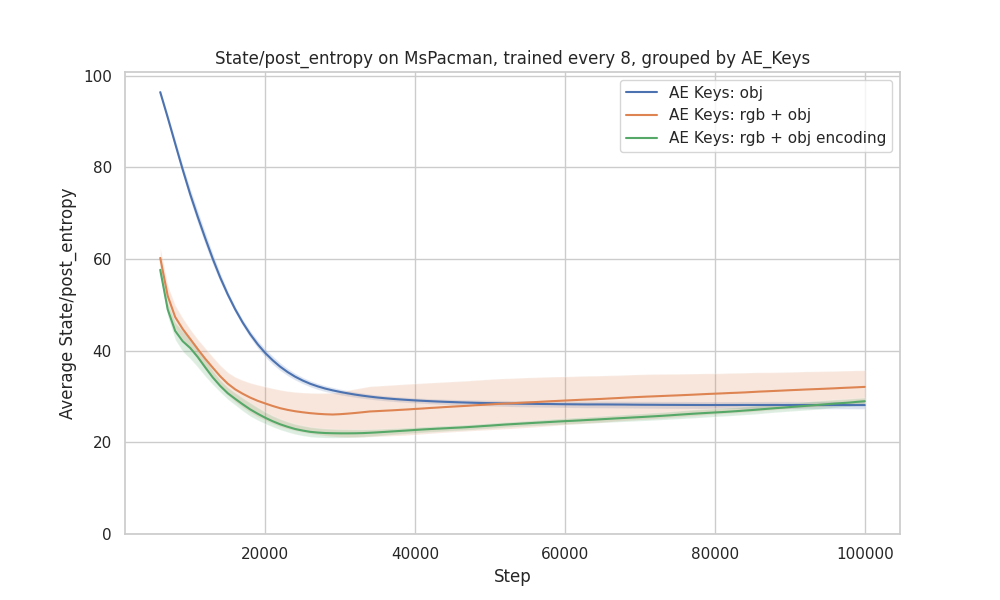 State/post_entropy on MsPacman, trained every 8, grouped by AE_Keys
AE Keys: obj
AE Keys: rgb + obj
AE Keys: rgb + obj encoding
Average State/post_entropy
100
80
60
40
20
0
20000 40000 60000 80000 100000
Step